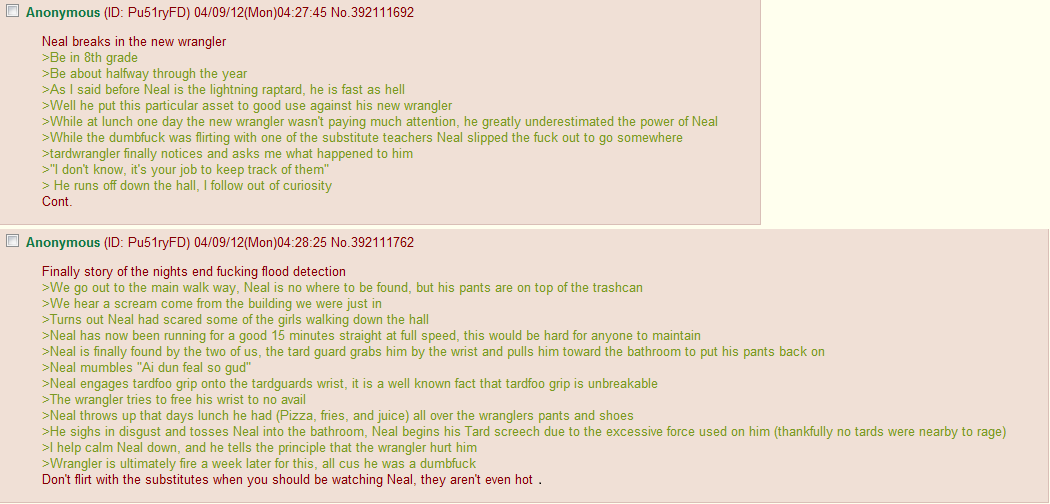 Anonymous (ID: Pu51ryFD) 04/09/12(Mon)04:27:45 No.392111692
Neal breaks in the new wrangler
>Be in 8th grade
>Be about halfway through the year
>As I said before Neal is the lightning raptard, he is fast as hell
>Well he put this particular asset to good use against his new wrangler
>While at lunch one day the new wrangler wasn't paying much attention, he greatly underestimated the power of Neal
>While the dumbfuck was flirting with one of the substitute teachers Neal slipped the fuck out to go somewhere
>tardwrangler finally notices and asks me what happened to him
>"I don't know, it's your job to keep track of them"
> He runs off down the hall, I follow out of curiosity
Cont.
Anonymous (ID: Pu51ryFD) 04/09/12(Mon)04:28:25 No.392111762
Finally story of the nights end fucking flood detection
>We go out to the main walk way, Neal is no where to be found, but his pants are on top of the trashcan
>We hear a scream come from the building we were just in
>Turns out Neal had scared some of the girls walking down the hall
>Neal has now been running for a good 15 minutes straight at full speed, this would be hard for anyone to maintain
>Neal is finally found by the two of us, the tard guard grabs him by the wrist and pulls him toward the bathroom to put his pants back on
>Neal mumbles "Ai dun feal so gud"
>Neal engages tardfoo grip onto the tardguards wrist, it is a well known fact that tardfoo grip is unbreakable
>The wrangler tries to free his wrist to no avail
>Neal throws up that days lunch he had (Pizza, fries, and juice) all over the wranglers pants and shoes
>He sighs in disgust and tosses Neal into the bathroom, Neal begins his Tard screech due to the excessive force used on him (thankfully no tards were nearby to rage)
>I help calm Neal down, and he tells the principle that the wrangler hurt him
>Wrangler is ultimately fire a week later for this, all cus he was a dumbfuck
Don't flirt with the substitutes when you should be watching Neal, they aren't even hot .